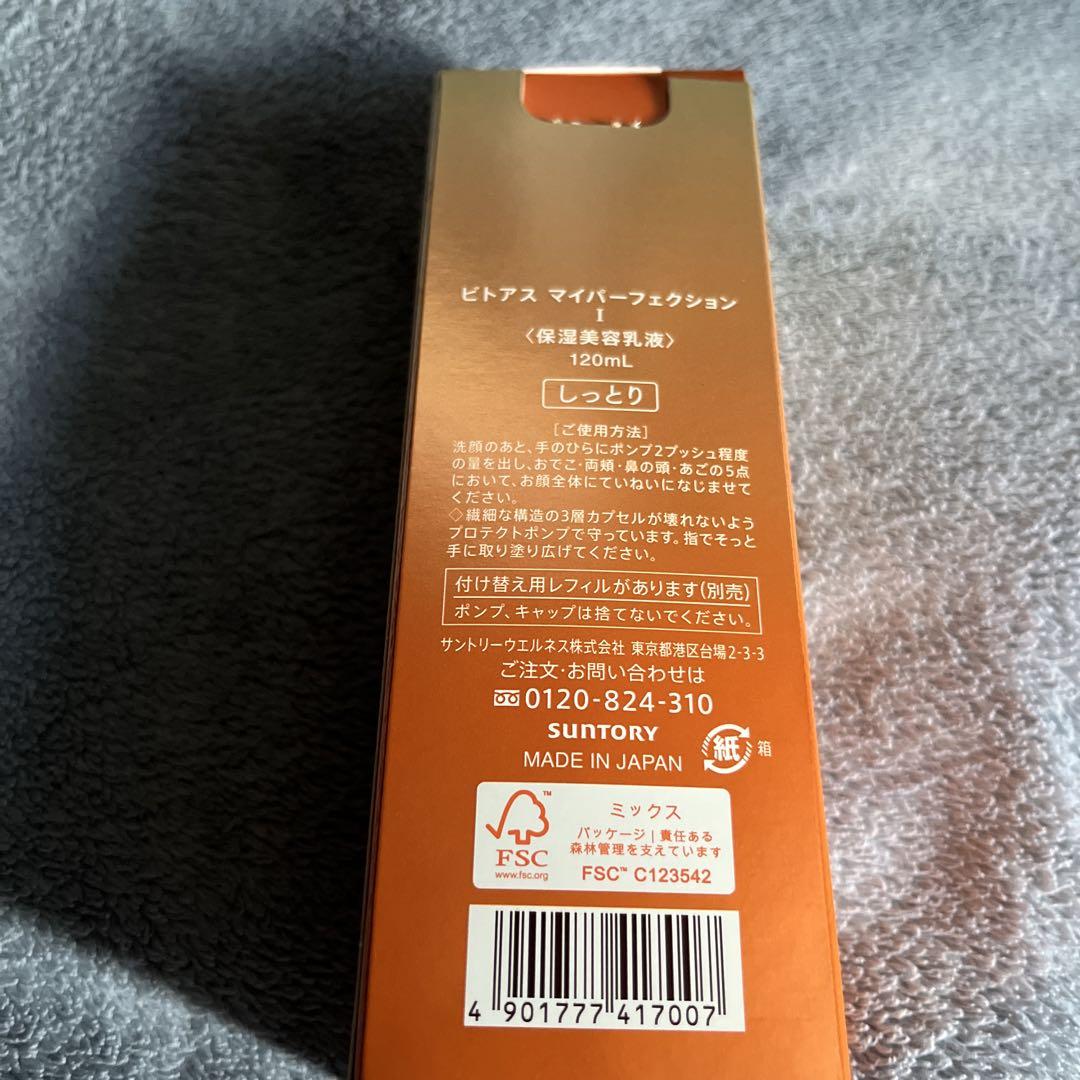 ビトアス マイパーフェクション
I
〈保湿美容乳液〉
120mL
しっとり
［ご使用方法］
洗顔のあと、手のひらにポンプ2プッシュ程度
の量を出し、おでこ・両頬・鼻の頭・あごの5点
において、お顔全体にていねいになじませて
ください。
◇繊細な構造の3層カプセルが壊れないよう
プロテクトポンプで守っています。指でそっと
手に取り塗り広げてください。
付け替え用レフィルがあります(別売)
ポンプ、キャップは捨てないでください。
サントリーウエルネス株式会社 東京都港区台場2-3-3
ご注文・お問い合わせは
0120-824-310
SUNTORY
MADE IN JAPAN
紙 箱
ミックス
パッケージ | 責任ある
森林管理を支えています
FSC™ C123542
™
FSC
www.fsc.org
4 901777 417007